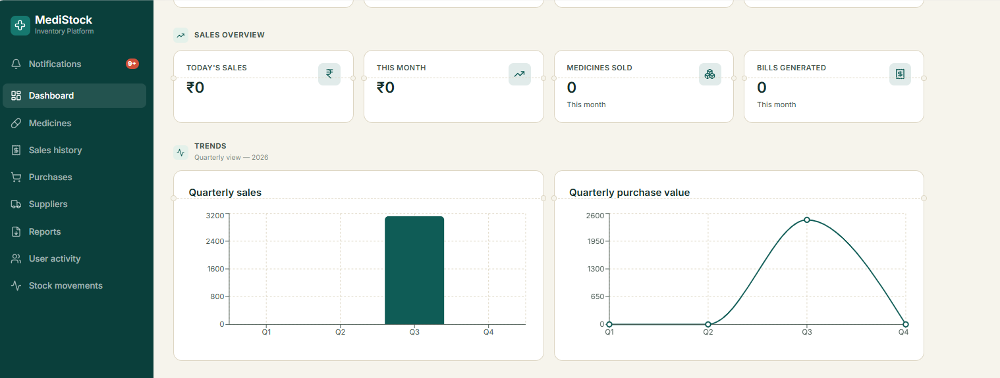 MediStock
Inventory Platform
Notifications
9+
Dashboard
Medicines
Sales history
Purchases
Suppliers
Reports
User activity
Stock movements
SALES OVERVIEW
TODAY'S SALES
₹0
THIS MONTH
₹0
MEDICINES SOLD
0
This month
BILLS GENERATED
0
This month
TRENDS
Quarterly view — 2026
Quarterly sales
3200
2400
1600
800
0
Q1 Q2 Q3 Q4
Quarterly purchase value
2600
1950
1300
650
0
Q1 Q2 Q3 Q4